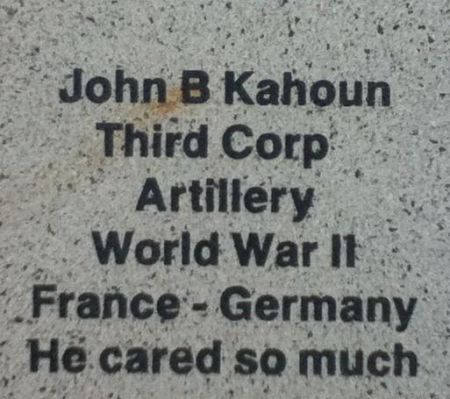 John B Kahoun
Third Corp
Artillery
World War II
France - Germany
He cared so much